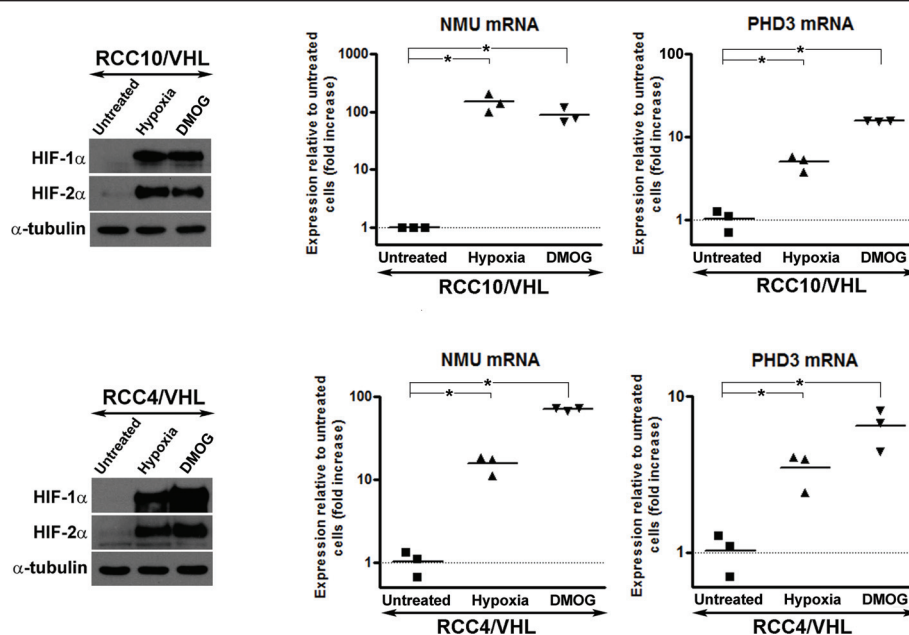 RCC10/VHL
Untreated
Hypoxia
DMOG
HIF-1α
HIF-2α
α-tubulin
NMU mRNA
Expression relative to untreated
cells (fold increase)
1000
100
10
1
*
*
Untreated
Hypoxia
DMOG
RCC10/VHL
PHD3 mRNA
Expression relative to untreated
cells (fold increase)
100
10
1
*
*
Untreated
Hypoxia
DMOG
RCC10/VHL
RCC4/VHL
Untreated
Hypoxia
DMOG
HIF-1α
HIF-2α
α-tubulin
NMU mRNA
Expression relative to untreated
cells (fold increase)
100
10
1
*
*
Untreated
Hypoxia
DMOG
RCC4/VHL
PHD3 mRNA
Expression relative to untreated
cells (fold increase)
10
1
*
*
Untreated
Hypoxia
DMOG
RCC4/VHL